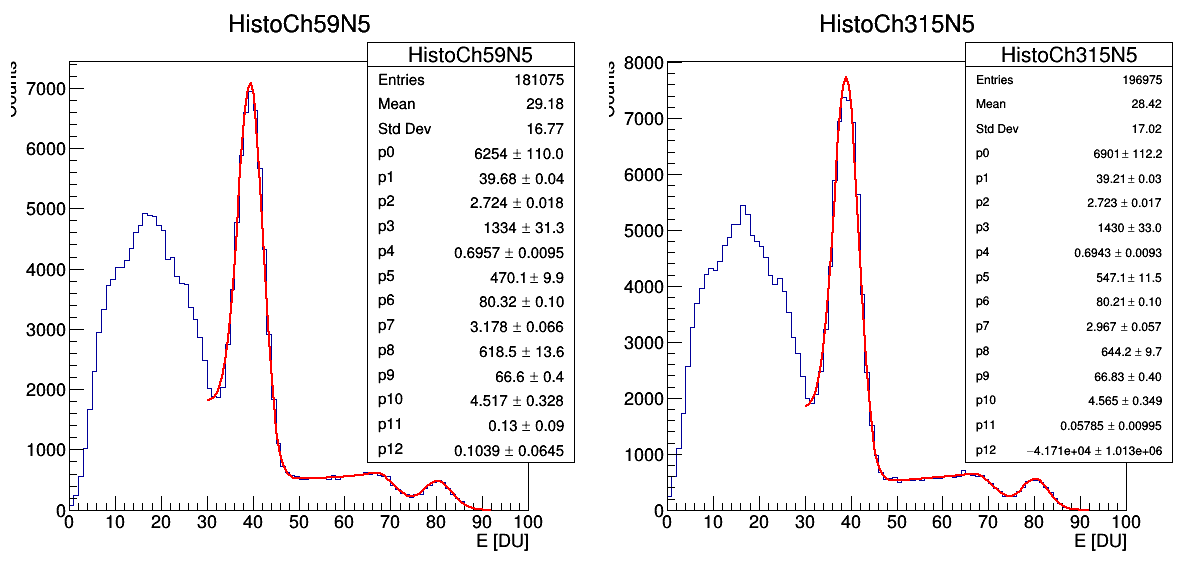 HistoCh59N5
HistoCh59N5
Entries 181075
Mean 29.18
Std Dev 16.77
p0 6254 ± 110.0
p1 39.68 ± 0.04
p2 2.724 ± 0.018
p3 1334 ± 31.3
p4 0.6957 ± 0.0095
p5 470.1 ± 9.9
p6 80.32 ± 0.10
p7 3.178 ± 0.066
p8 618.5 ± 13.6
p9 66.6 ± 0.4
p10 4.517 ± 0.328
p11 0.13 ± 0.09
p12 0.1039 ± 0.0645
7000
6000
5000
4000
3000
2000
1000
0
0 10 20 30 40 50 60 70 80 90 100
E [DU]
HistoCh315N5
HistoCh315N5
Entries 196975
Mean 28.42
Std Dev 17.02
p0 6901 ± 112.2
p1 39.21 ± 0.03
p2 2.723 ± 0.017
p3 1430 ± 33.0
p4 0.6943 ± 0.0093
p5 547.1 ± 11.5
p6 80.21 ± 0.10
p7 2.967 ± 0.057
p8 644.2 ± 9.7
p9 66.83 ± 0.40
p10 4.565 ± 0.349
p11 0.05785 ± 0.00995
p12 −4.171e+04 ± 1.013e+06
8000
7000
6000
5000
4000
3000
2000
1000
0
0 10 20 30 40 50 60 70 80 90 100
E [DU]